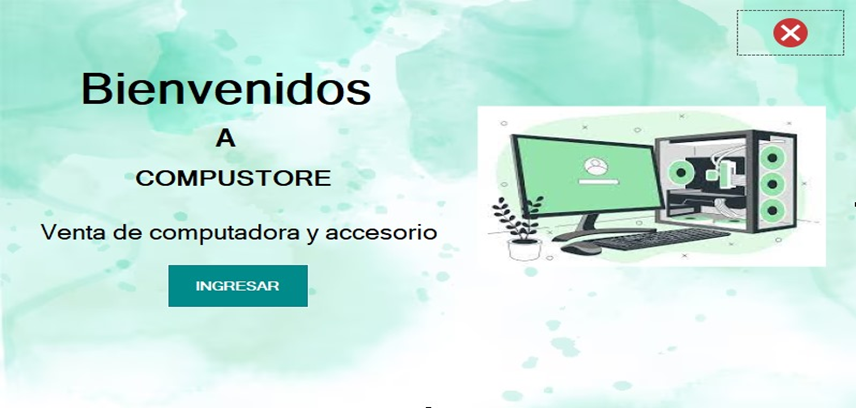 Bienvenidos
A
COMPUSTORE
Venta de computadora y accesorio
INGRESAR